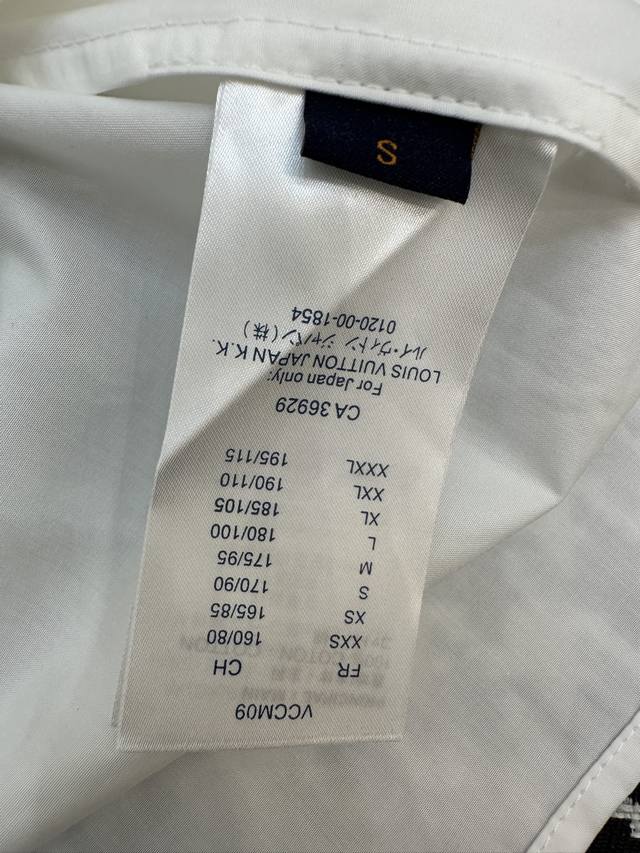 VCCM09
FR CH
XXS 160/80
XS 165/85
S 170/90
M 175/95
L 180/100
XL 185/105
XXL 190/110
XXXL 195/115
CA 36929
For Japan only:
LOUIS VUITTON JAPAN K.K.
ルイ・ヴィトン ジャパン(株)
0120-00-1854
S